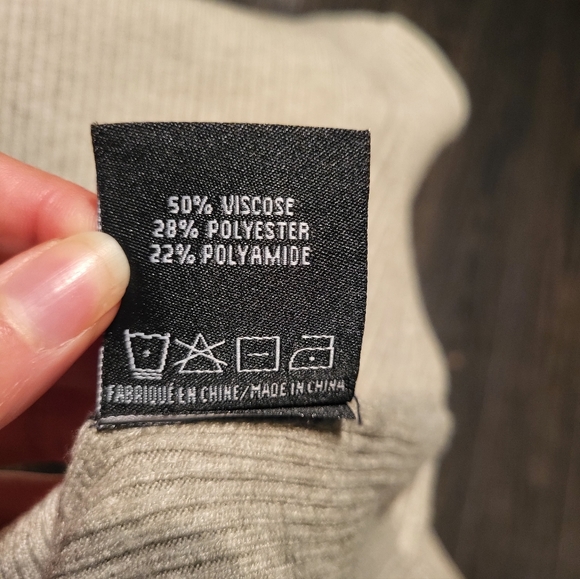 50% VISCOSE
28% POLYESTER
22% POLYAMIDE
FABRIQUÉ EN CHINE/MADE IN CHINA